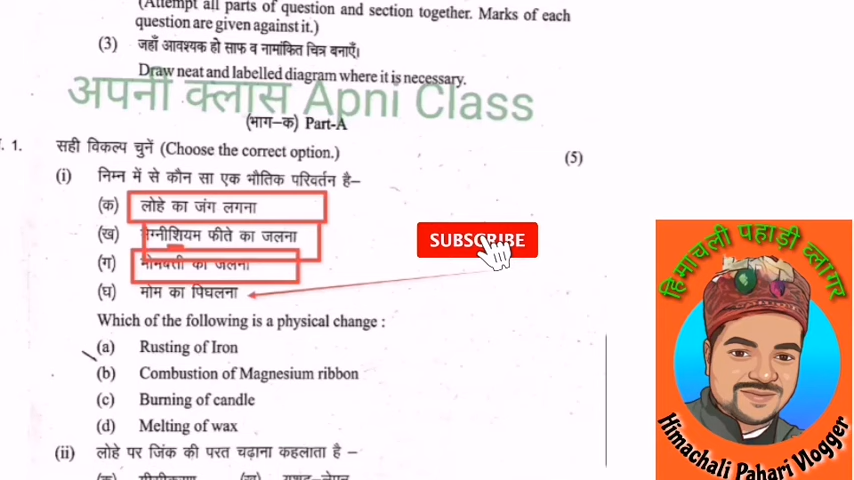 (Attempt all parts of question and section together. Marks of each
question are given against it.)
(3) जहाँ आवश्यक हो साफ व नामांकित चित्र बनाएँ।
Draw neat and labelled diagram where it is necessary.
अपनी क्लास Apni Class
(भाग-क) Part-A
1. सही विकल्प चुनें (Choose the correct option.) (5)
(i) निम्न में से कौन सा एक भौतिक परिवर्तन है–
(क) लोहे का जंग लगना
(ख) मैग्नीशियम फीते का जलना
(ग) मोमबत्ती का जलना
(घ) मोम का पिघलना
Which of the following is a physical change :
(a) Rusting of Iron
(b) Combustion of Magnesium ribbon
(c) Burning of candle
(d) Melting of wax
(ii) लोहे पर जिंक की परत चढ़ाना कहलाता है –
SUBSCRIBE
हिमाचली पहाड़ी व्लागर
Himachali Pahari Vlogger